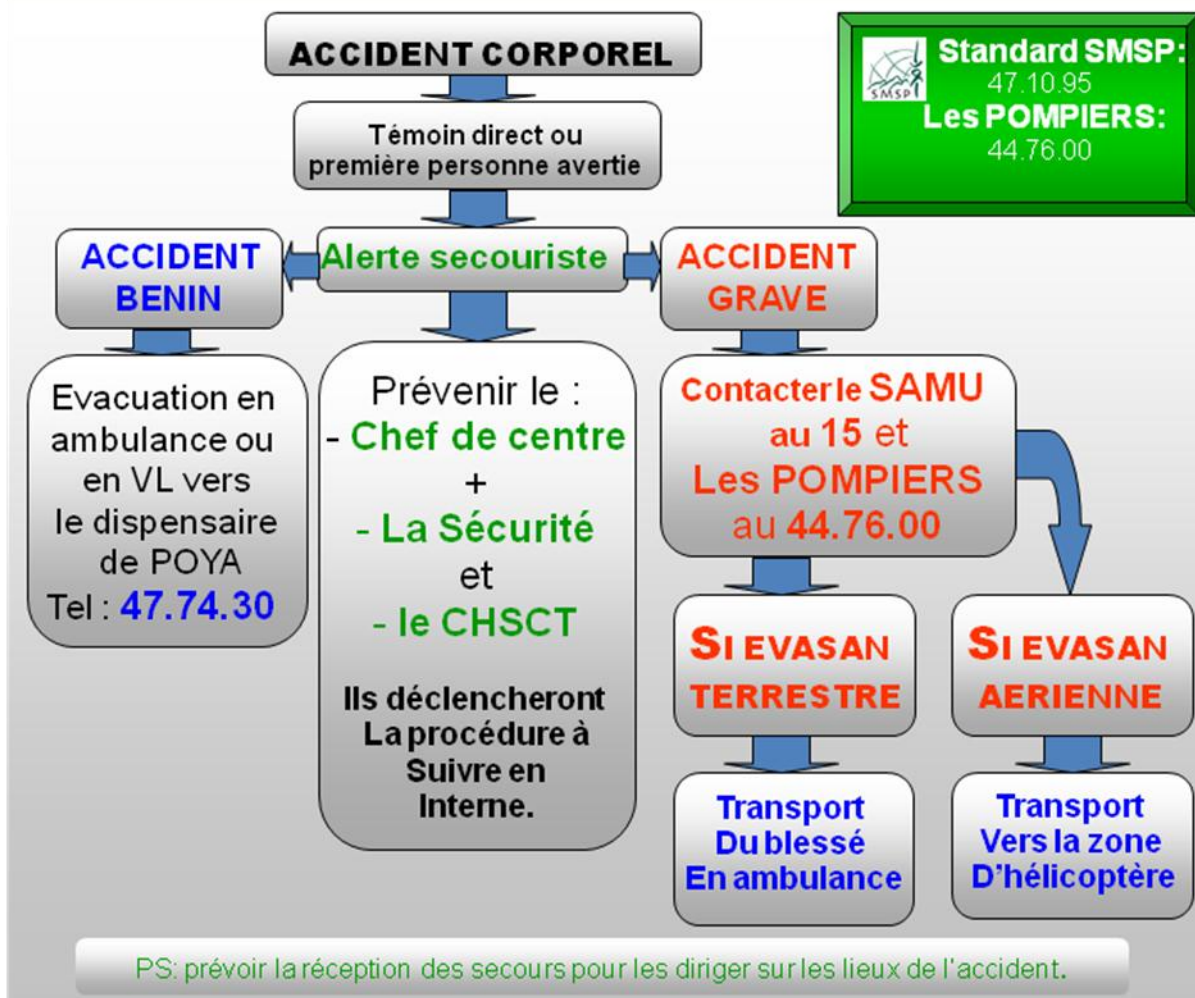 ACCIDENT CORPOREL
SMSP
Standard SMSP:
47.10.95
Les POMPIERS:
44.76.00
Témoin direct ou
première personne avertie
Alerte secouriste
ACCIDENT
BENIN
Evacuation en
ambulance ou
en VL vers
le dispensaire
de POYA
Tel : 47.74.30
Prévenir le :
- Chef de centre
+
- La Sécurité
et
- le CHSCT
Ils déclencheront
La procédure à
Suivre en
Interne.
ACCIDENT
GRAVE
Contacter le SAMU
au 15 et
Les POMPIERS
au 44.76.00
SI EVASAN
TERRESTRE
Transport
Du blessé
En ambulance
SI EVASAN
AERIENNE
Transport
Vers la zone
D'hélicoptère
PS: prévoir la réception des secours pour les diriger sur les lieux de l'accident.